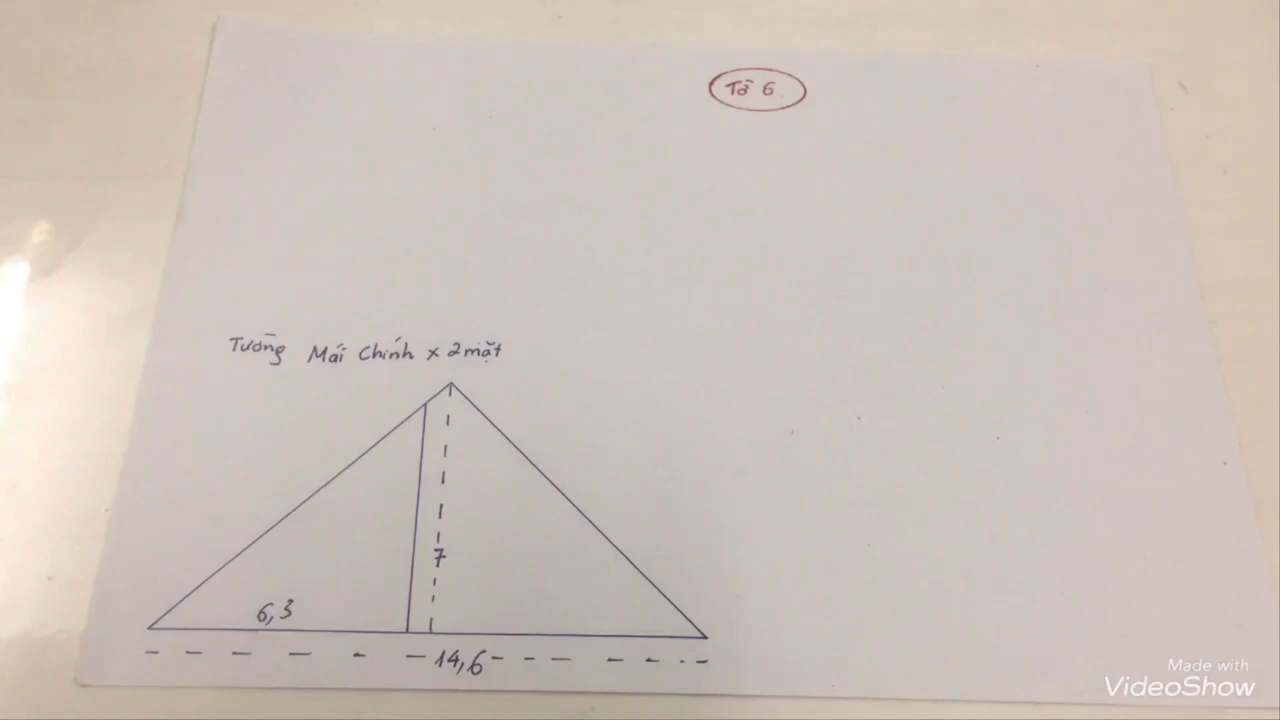 Tờ 6
Tường Mái Chính x 2 mặt
7
6,3
14,6
Made with
VideoShow